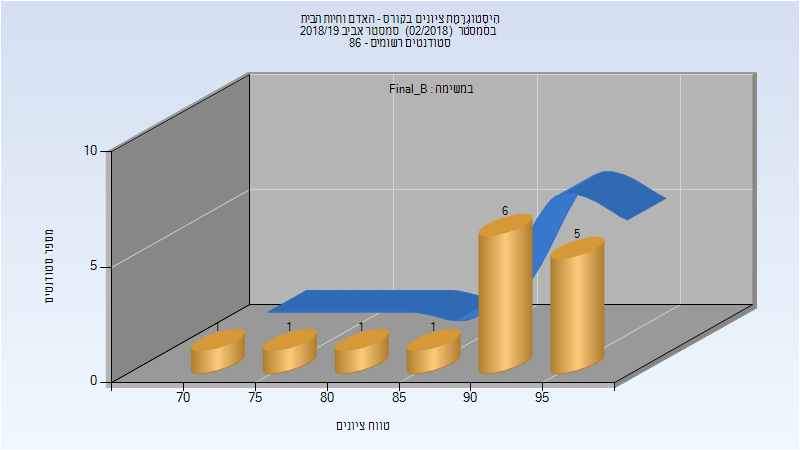 היסטוגרמת ציונים בקורס - האדם וחיות הבית
בסמסטר (02/2018) סמסטר אביב 2018/19
סטודנטים רשומים - 86
במשימה : Final_B
מספר סטודנטים
10
5
0
1
1
1
1
6
5
70
75
80
85
90
95
טווח ציונים